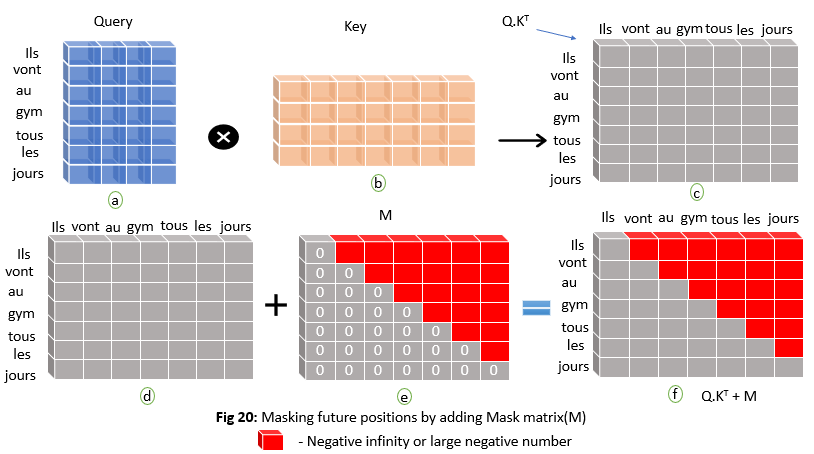 Query
Key
Q.Kᵀ
Ils vont au gym tous les jours
Ils
vont
au
gym
tous
les
jours
Ils
vont
au
gym
tous
les
jours
a
b
c
M
Ils vont au gym tous les jours
Ils vont au gym tous les jours
Ils
vont
au
gym
tous
les
jours
0
0 0
0 0 0
0 0 0 0
0 0 0 0 0
0 0 0 0 0 0
0 0 0 0 0 0 0
Ils
vont
au
gym
tous
les
jours
d
e
f
Q.Kᵀ + M
Fig 20: Masking future positions by adding Mask matrix(M)
- Negative infinity or large negative number